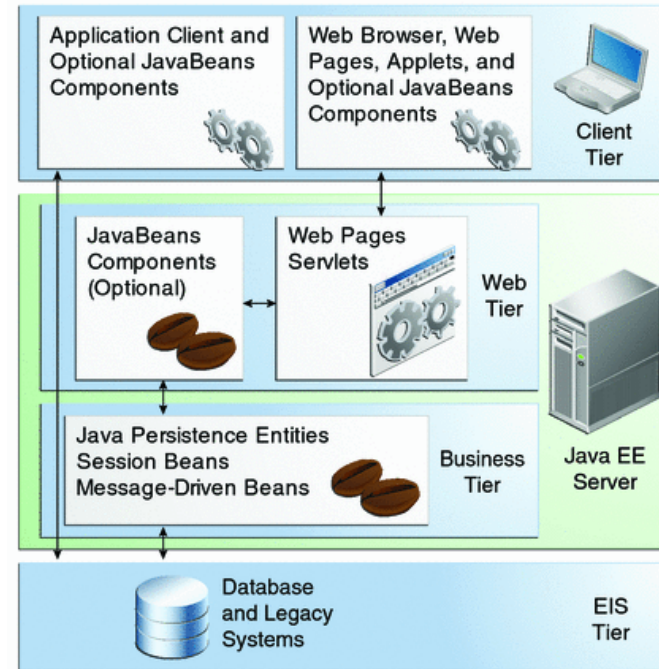 Application Client and
Optional JavaBeans
Components
Web Browser, Web
Pages, Applets, and
Optional JavaBeans
Components
Client
Tier
JavaBeans
Components
(Optional)
Web Pages
Servlets
Web
Tier
Java Persistence Entities
Session Beans
Message-Driven Beans
Business
Tier
Java EE
Server
Database
and Legacy
Systems
EIS
Tier